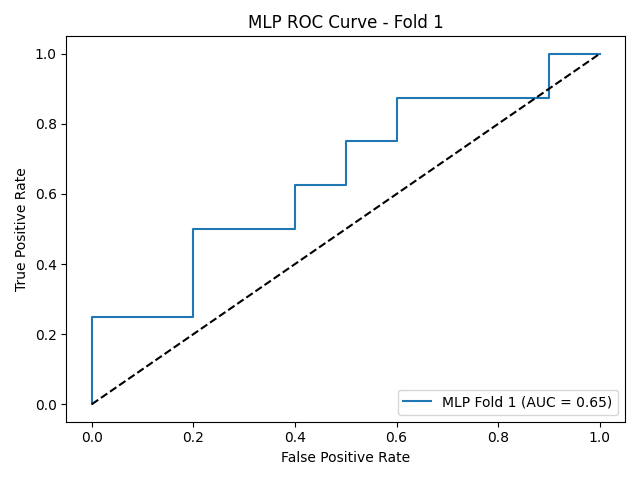 MLP ROC Curve - Fold 1
True Positive Rate
1.0
0.8
0.6
0.4
0.2
0.0
MLP Fold 1 (AUC = 0.65)
0.0 0.2 0.4 0.6 0.8 1.0
False Positive Rate